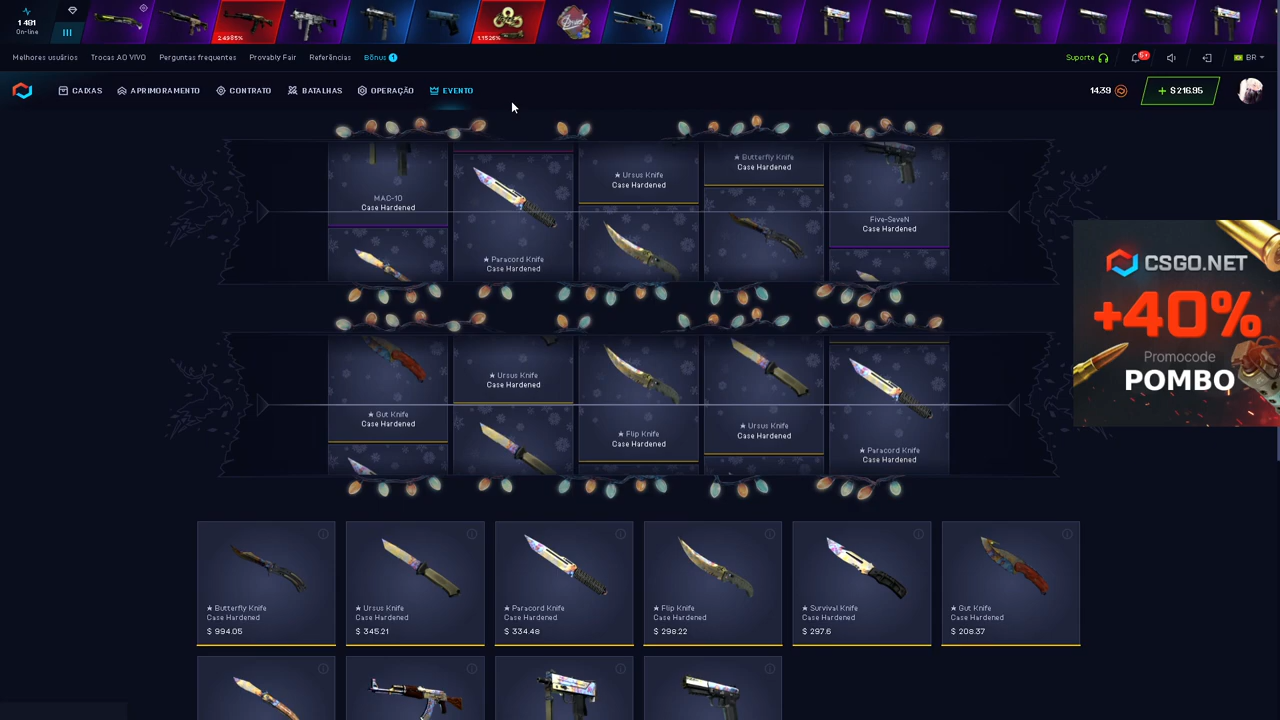 1 481
On-line
2.4985%
1.1526%
Melhores usuários
Trocas AO VIVO
Perguntas frequentes
Provably Fair
Referências
Bônus 1
Suporte
5+
BR
CAIXAS
APRIMORAMENTO
CONTRATO
BATALHAS
OPERAÇÃO
EVENTO
14.39
+ $ 216.95
MAC-10
Case Hardened
★ Paracord Knife
Case Hardened
★ Ursus Knife
Case Hardened
★ Butterfly Knife
Case Hardened
Five-SeveN
Case Hardened
CSGO.NET
+40%
Promocode
POMBO
★ Gut Knife
Case Hardened
★ Ursus Knife
Case Hardened
★ Flip Knife
Case Hardened
★ Ursus Knife
Case Hardened
★ Paracord Knife
Case Hardened
★ Butterfly Knife
Case Hardened
$ 994.05
★ Ursus Knife
Case Hardened
$ 345.21
★ Paracord Knife
Case Hardened
$ 334.48
★ Flip Knife
Case Hardened
$ 298.22
★ Survival Knife
Case Hardened
$ 297.6
★ Gut Knife
Case Hardened
$ 208.37